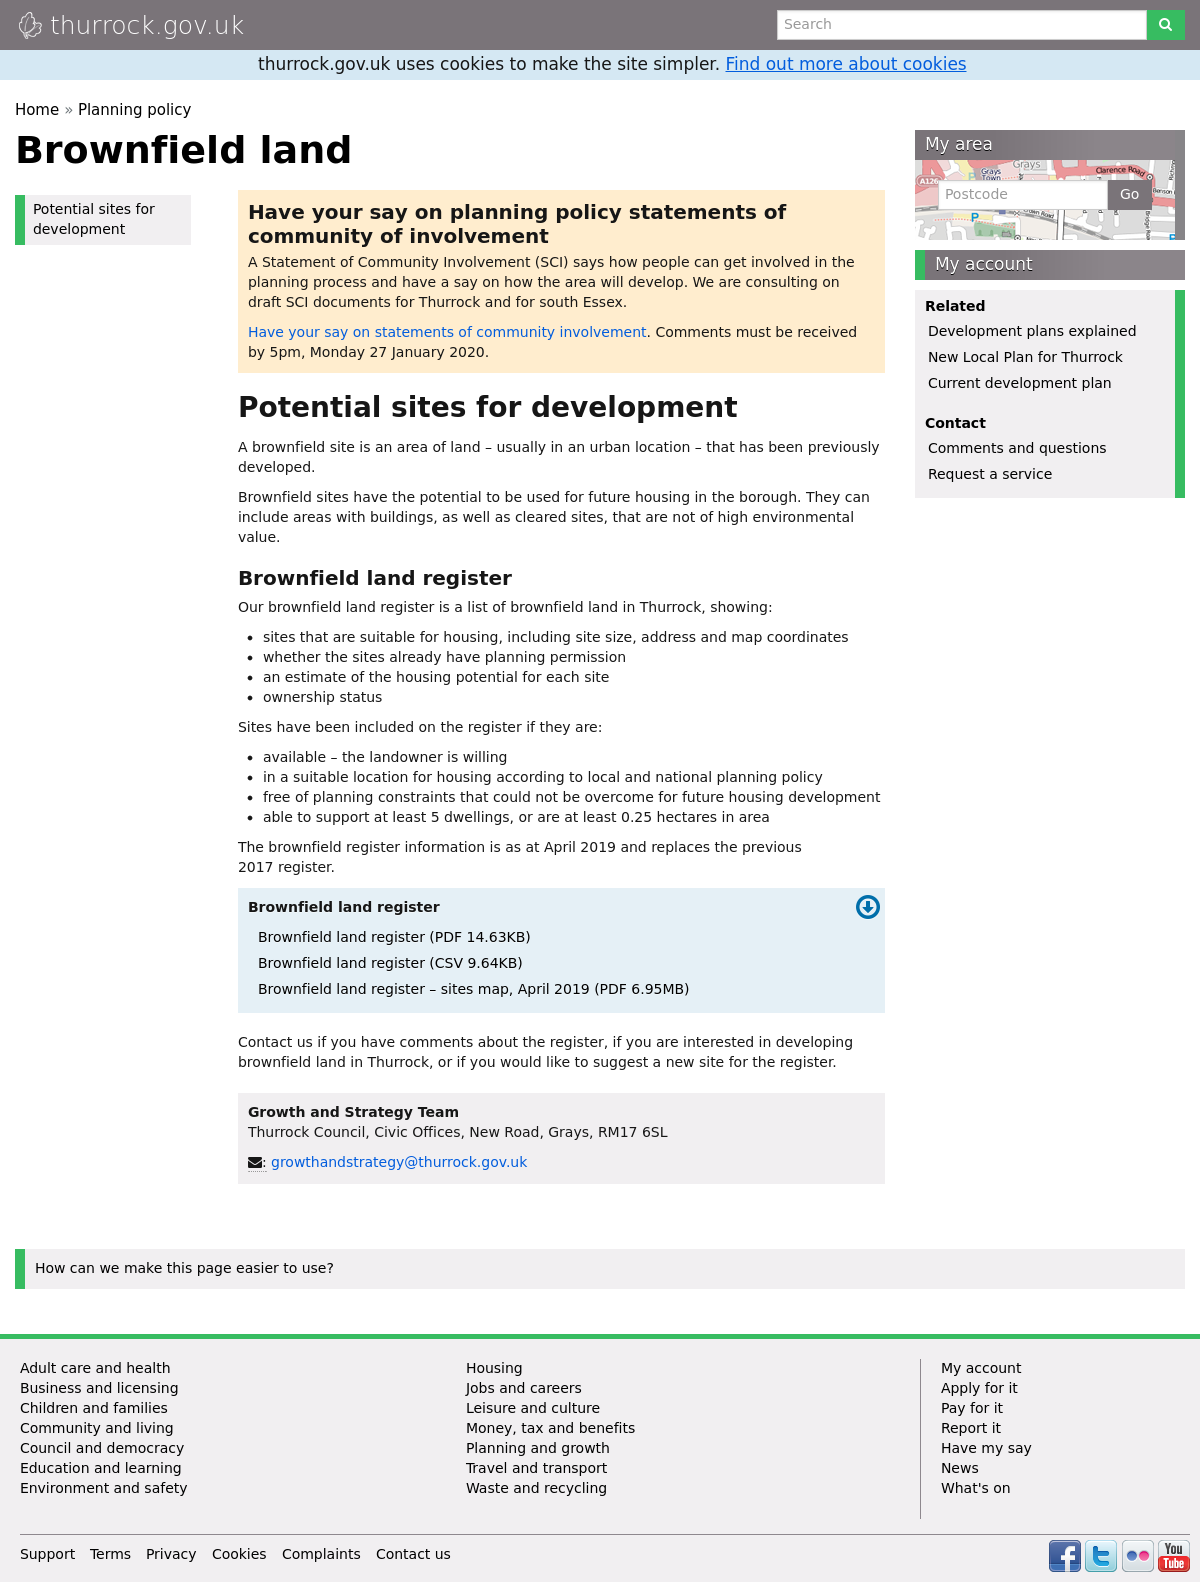 thurrock.gov.uk
Search
thurrock.gov.uk uses cookies to make the site simpler. Find out more about cookies
Home » Planning policy
Brownfield land
Potential sites for
development
Have your say on planning policy statements of
community of involvement
A Statement of Community Involvement (SCI) says how people can get involved in the
planning process and have a say on how the area will develop. We are consulting on
draft SCI documents for Thurrock and for south Essex.
Have your say on statements of community involvement. Comments must be received
by 5pm, Monday 27 January 2020.
Potential sites for development
A brownfield site is an area of land – usually in an urban location – that has been previously
developed.
Brownfield sites have the potential to be used for future housing in the borough. They can
include areas with buildings, as well as cleared sites, that are not of high environmental
value.
Brownfield land register
Our brownfield land register is a list of brownfield land in Thurrock, showing:
• sites that are suitable for housing, including site size, address and map coordinates
• whether the sites already have planning permission
• an estimate of the housing potential for each site
• ownership status
Sites have been included on the register if they are:
• available – the landowner is willing
• in a suitable location for housing according to local and national planning policy
• free of planning constraints that could not be overcome for future housing development
• able to support at least 5 dwellings, or are at least 0.25 hectares in area
The brownfield register information is as at April 2019 and replaces the previous
2017 register.
Brownfield land register
Brownfield land register (PDF 14.63KB)
Brownfield land register (CSV 9.64KB)
Brownfield land register – sites map, April 2019 (PDF 6.95MB)
Contact us if you have comments about the register, if you are interested in developing
brownfield land in Thurrock, or if you would like to suggest a new site for the register.
Growth and Strategy Team
Thurrock Council, Civic Offices, New Road, Grays, RM17 6SL
: growthandstrategy@thurrock.gov.uk
My area
Grays
Grays
Town
Clarence Road
A126
P
Postcode
Go
P
My account
Related
Development plans explained
New Local Plan for Thurrock
Current development plan
Contact
Comments and questions
Request a service
How can we make this page easier to use?
Adult care and health
Business and licensing
Children and families
Community and living
Council and democracy
Education and learning
Environment and safety
Housing
Jobs and careers
Leisure and culture
Money, tax and benefits
Planning and growth
Travel and transport
Waste and recycling
My account
Apply for it
Pay for it
Report it
Have my say
News
What's on
Support Terms Privacy Cookies Complaints Contact us
You
Tube